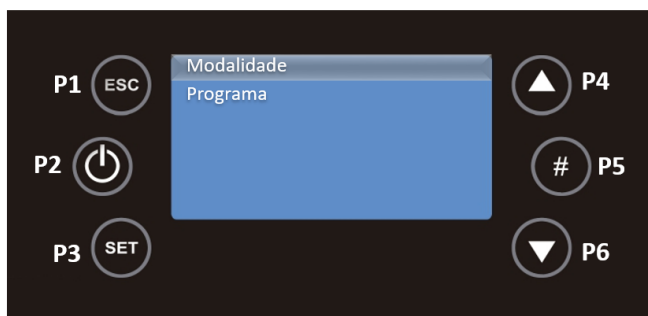 Modalidade
Programa
P1 ESC
P2
P3 SET
P4
# P5
P6